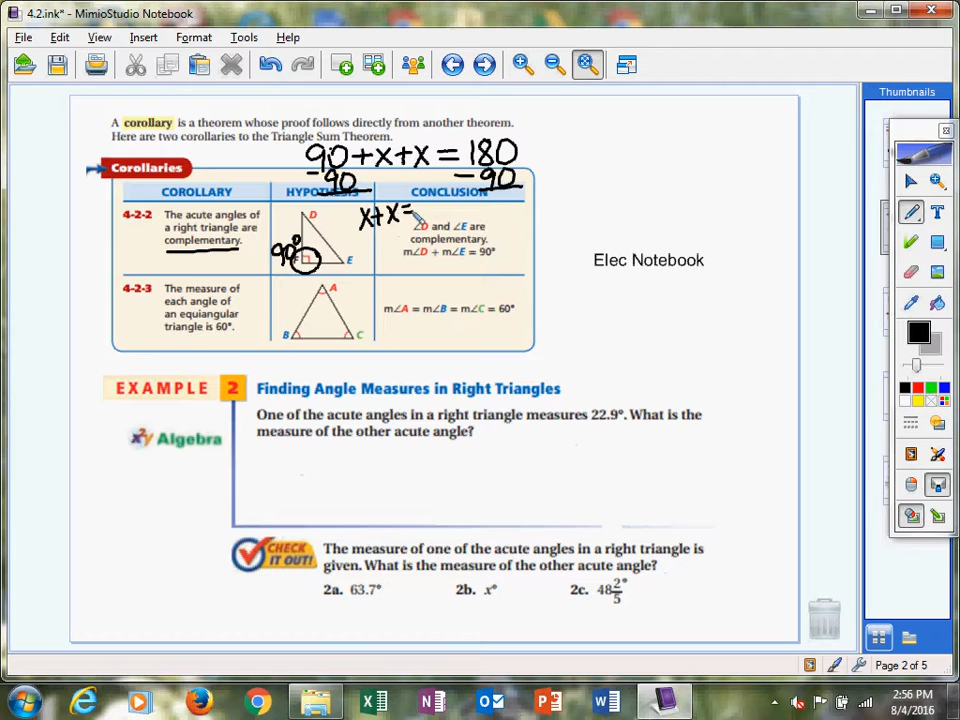 4.2.ink* - MimioStudio Notebook
File Edit View Insert Format Tools Help
Thumbnails
A corollary is a theorem whose proof follows directly from another theorem.
Here are two corollaries to the Triangle Sum Theorem.
90+x+x=180
-90 -90
x+x=
Corollaries
COROLLARY HYPOTHESIS CONCLUSION
4-2-2 The acute angles of
a right triangle are
complementary.
D
90°
E
∠D and ∠E are
complementary.
m∠D + m∠E = 90°
4-2-3 The measure of
each angle of
an equiangular
triangle is 60°.
A
B C
m∠A = m∠B = m∠C = 60°
Elec Notebook
EXAMPLE 2 Finding Angle Measures in Right Triangles
x²y Algebra
One of the acute angles in a right triangle measures 22.9°. What is the
measure of the other acute angle?
CHECK
IT OUT!
The measure of one of the acute angles in a right triangle is
given. What is the measure of the other acute angle?
2a. 63.7° 2b. x° 2c. 48 2/5°
Page 2 of 5
2:56 PM
8/4/2016